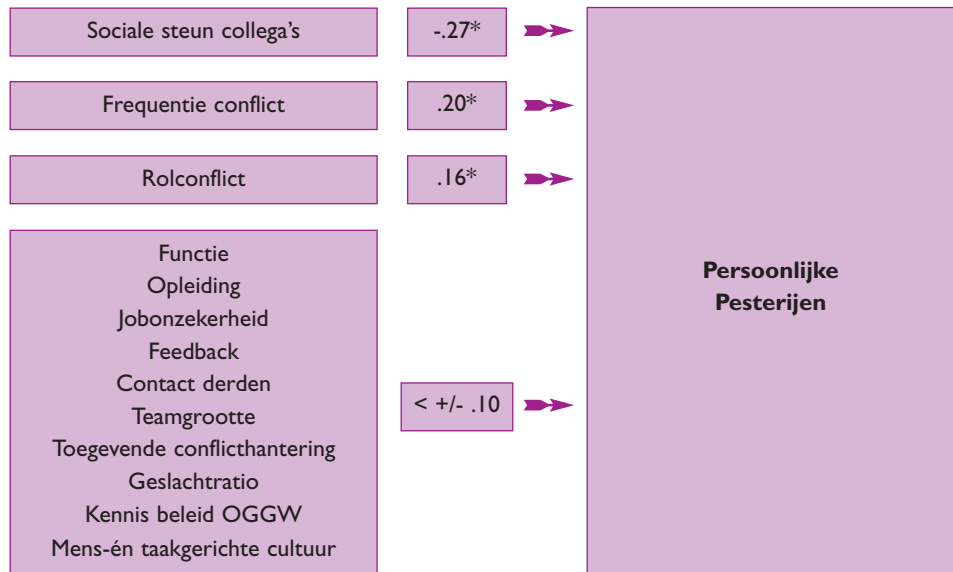 Sociale steun collega's
-.27*
Frequentie conflict
.20*
Rolconflict
.16*
Functie
Opleiding
Jobonzekerheid
Feedback
Contact derden
Teamgrootte
Toegevende conflicthantering
Geslachtratio
Kennis beleid OGGW
Mens-én taakgerichte cultuur
< +/- .10
Persoonlijke
Pesterijen